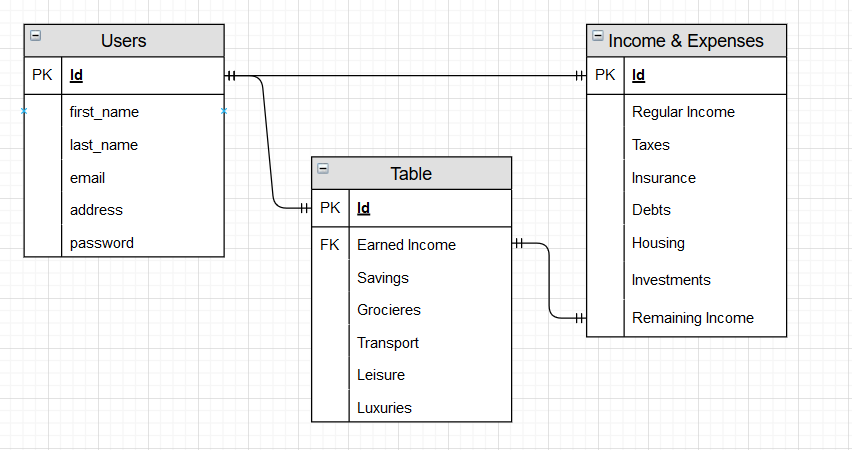 Users
PK Id
first_name
last_name
email
address
password
Table
PK Id
FK Earned Income
Savings
Grocieres
Transport
Leisure
Luxuries
Income & Expenses
PK Id
Regular Income
Taxes
Insurance
Debts
Housing
Investments
Remaining Income